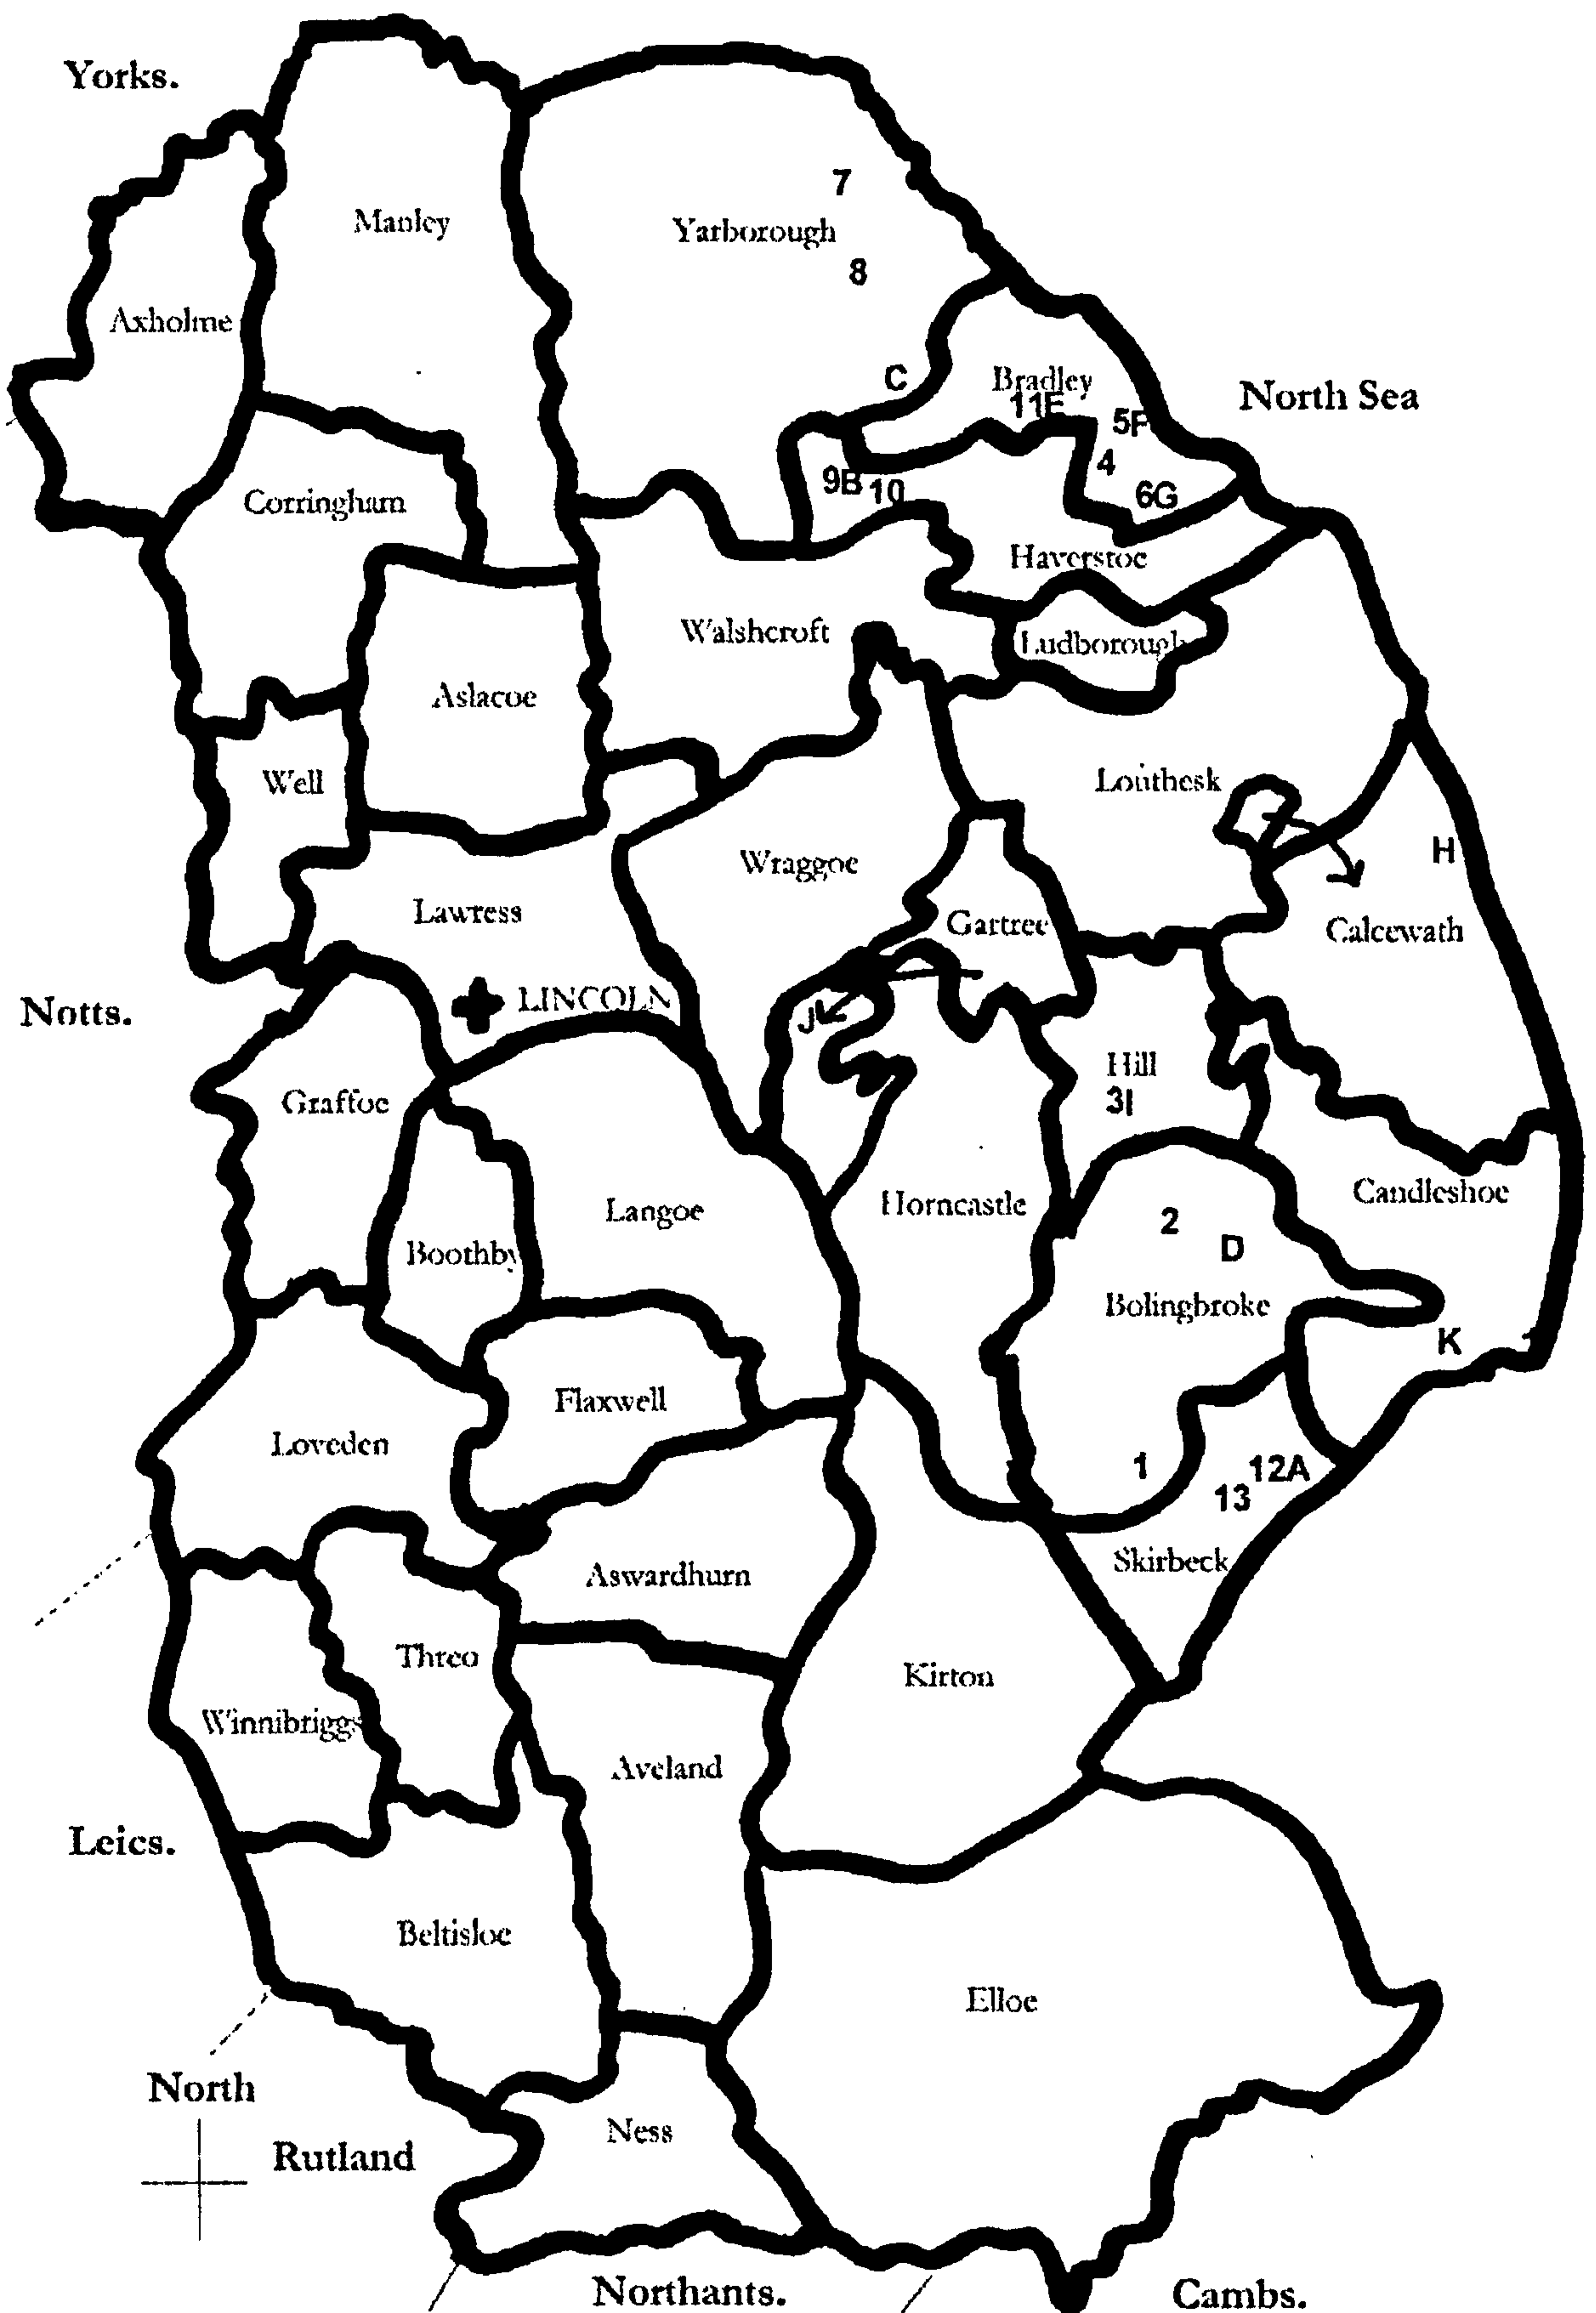 Yorks.
7
Manley
Yarborough
8
Axholme
C
Bradley
North Sea
11E
5F
4
9B
10
6G
Corringham
Haverstoe
Walshcroft
Ludborough
Aslacoe
Well
Louthesk
H
Wraggoe
Lawress
Gartree
Calcewath
LINCOLN
Notts.
J
Hill
3I
Graffoe
Candleshoe
Horncastle
Langoe
2
D
Boothby
Bolingbroke
K
Flaxwell
Loveden
1
12A
13
Skirbeck
Aswardhurn
Threo
Kirton
Winnibriggs
Aveland
Leics.
Beltisloe
Elloe
North
Ness
Rutland
Northants.
Cambs.